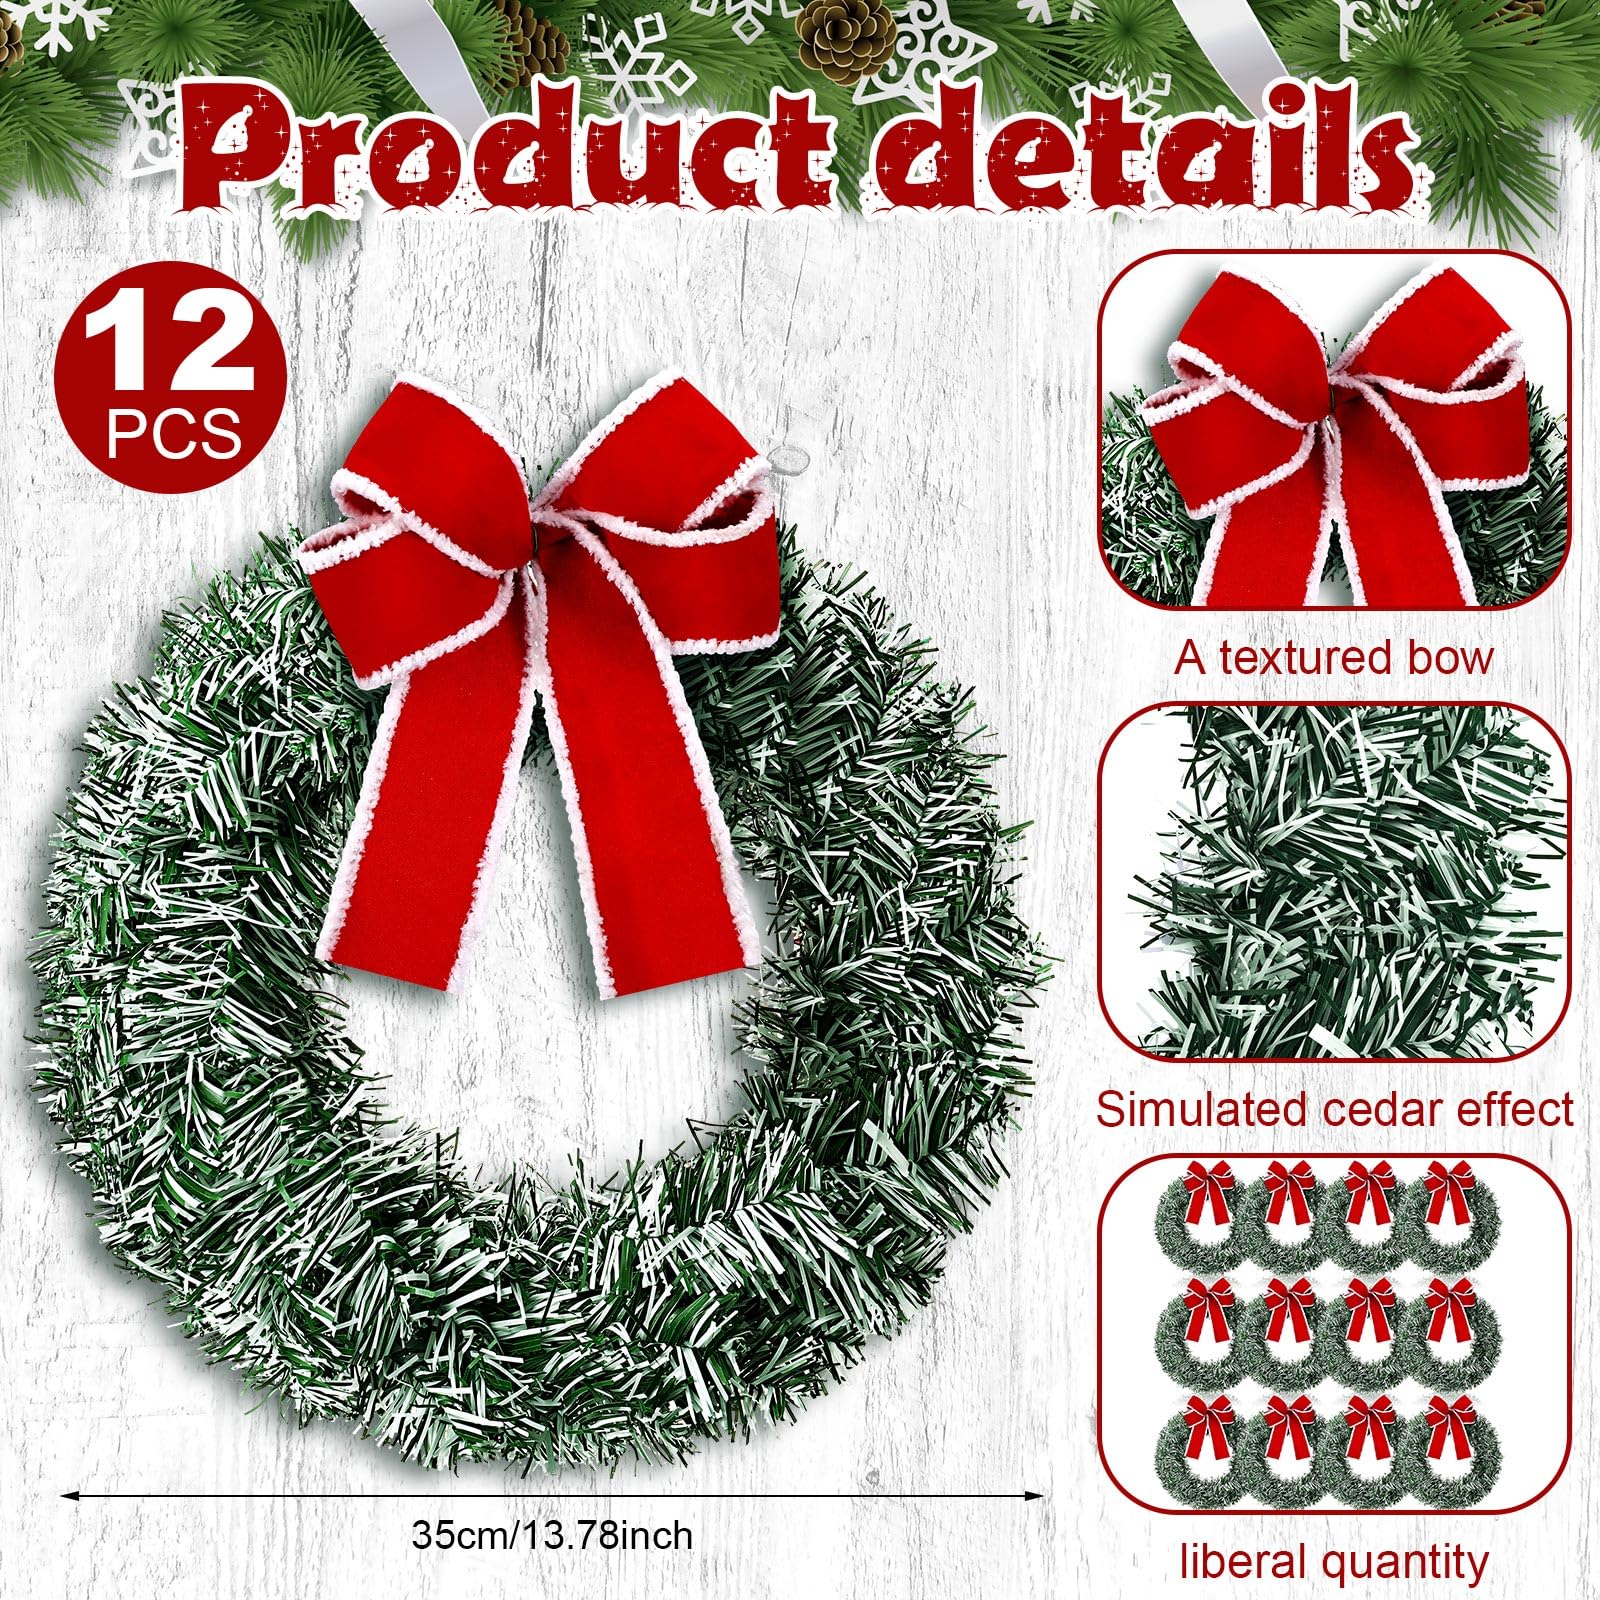 Product details
12
PCS
A textured bow
Simulated cedar effect
35cm/13.78inch
liberal quantity